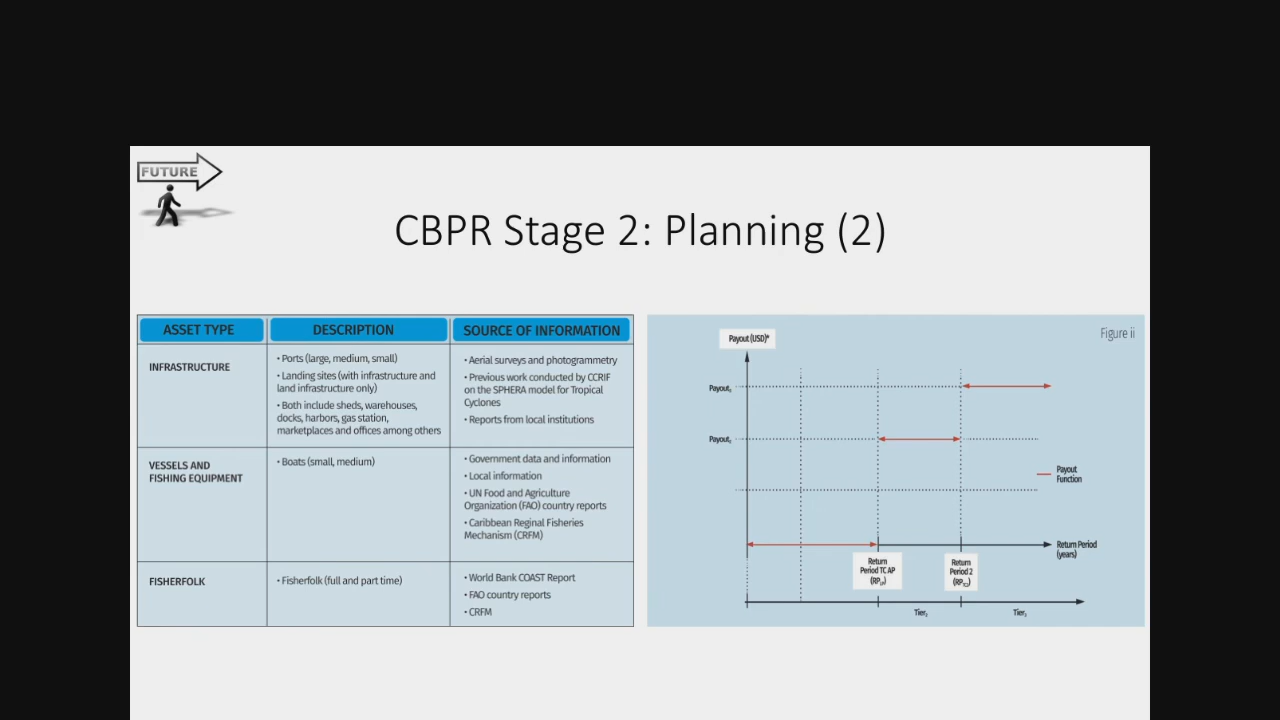 FUTURE
CBPR Stage 2: Planning (2)
ASSET TYPE
DESCRIPTION
SOURCE OF INFORMATION
INFRASTRUCTURE
• Ports (large, medium, small)
• Landing sites (with infrastructure and
land infrastructure only)
• Both include sheds, warehouses,
docks, harbors, gas station,
marketplaces and offices among others
• Aerial surveys and photogrammetry
• Previous work conducted by CCRIF
on the SPHERA model for Tropical
Cyclones
• Reports from local institutions
VESSELS AND
FISHING EQUIPMENT
• Boats (small, medium)
• Government data and information
• Local information
• UN Food and Agriculture
Organization (FAO) country reports
• Caribbean Reginal Fisheries
Mechanism (CRFM)
FISHERFOLK
• Fisherfolk (full and part time)
• World Bank COAST Report
• FAO country reports
• CRFM
Figure ii
Payout (USD)*
Payout
Payout
Payout
Function
Return Period
(years)
Return
Period TC AP
(RP
Return
Period 2
(RP
Tier
Tier